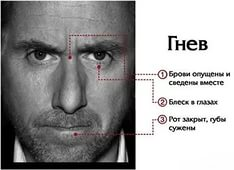 Гнев
1 Брови опущены и
сведены вместе
2 Блеск в глазах
3 Рот закрыт, губы
сужены